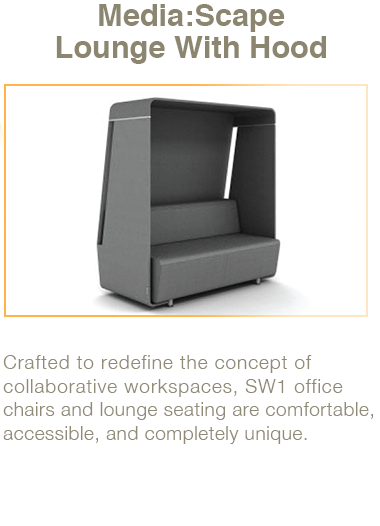 Media:Scape
Lounge With Hood
Crafted to redefine the concept of
collaborative workspaces, SW1 office
chairs and lounge seating are comfortable,
accessible, and completely unique.